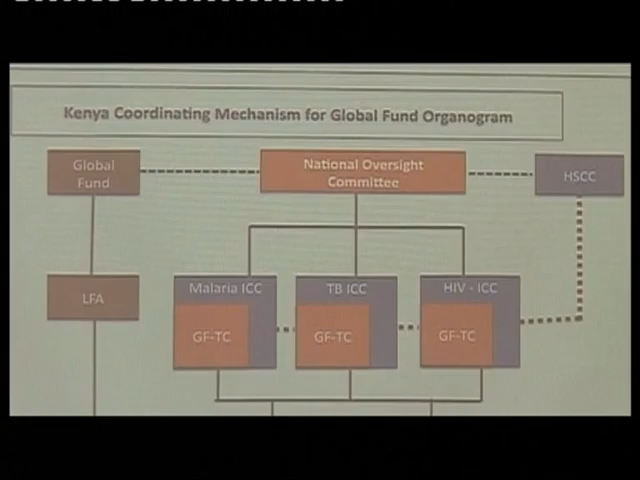 Kenya Coordinating Mechanism for Global Fund Organogram
Global
Fund
National Oversight
Committee
HSCC
LFA
Malaria ICC
TB ICC
HIV - ICC
GF-TC
GF-TC
GF-TC